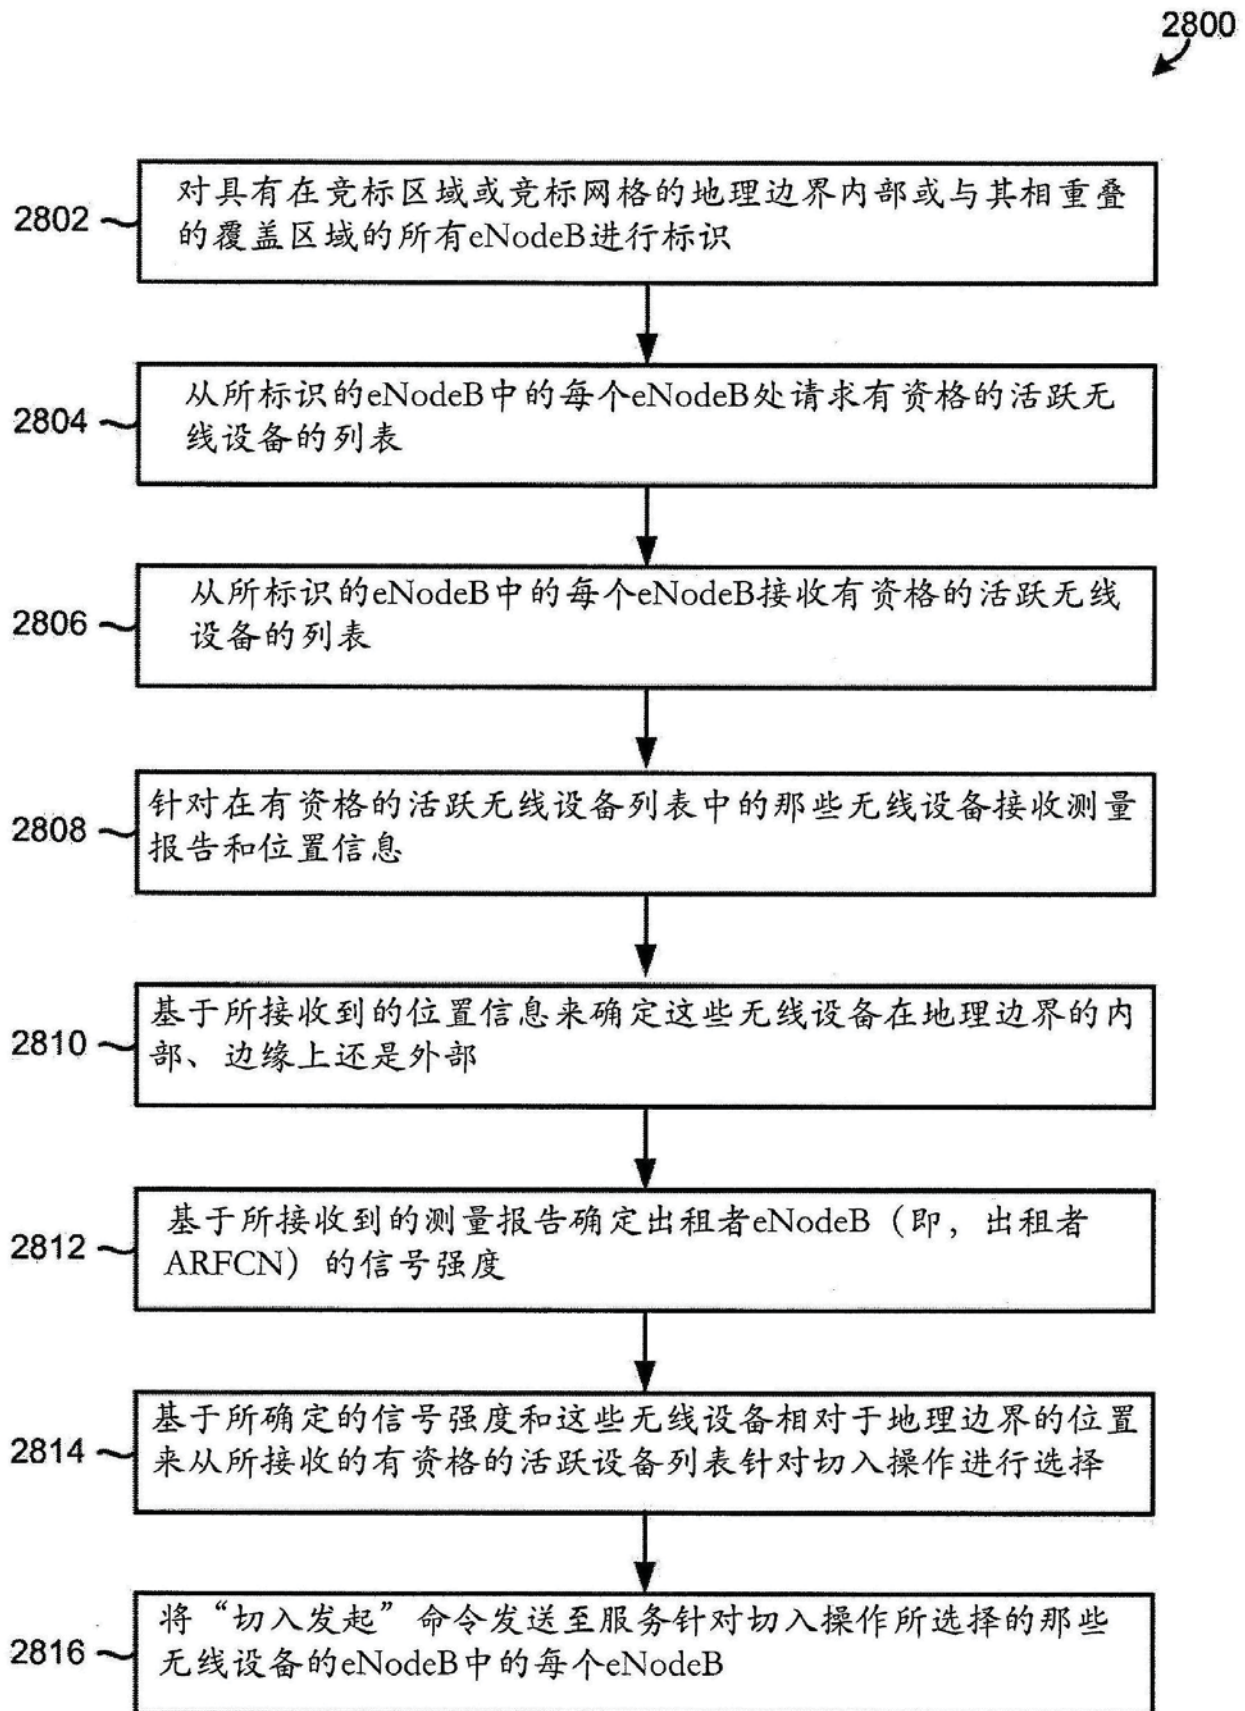 2800
2802
对具有在竞标区域或竞标网格的地理边界内部或与其相重叠
的覆盖区域的所有eNodeB进行标识
2804
从所标识的eNodeB中的每个eNodeB处请求有资格的活跃无
线设备的列表
2806
从所标识的eNodeB中的每个eNodeB接收有资格的活跃无线
设备的列表
2808
针对在有资格的活跃无线设备列表中的那些无线设备接收测量
报告和位置信息
2810
基于所接收到的位置信息来确定这些无线设备在地理边界的内
部、边缘上还是外部
2812
基于所接收到的测量报告确定出租者eNodeB（即，出租者
ARFCN）的信号强度
2814
基于所确定的信号强度和这些无线设备相对于地理边界的位置
来从所接收的有资格的活跃设备列表针对切入操作进行选择
2816
将“切入发起”命令发送至服务针对切入操作所选择的那些
无线设备的eNodeB中的每个eNodeB